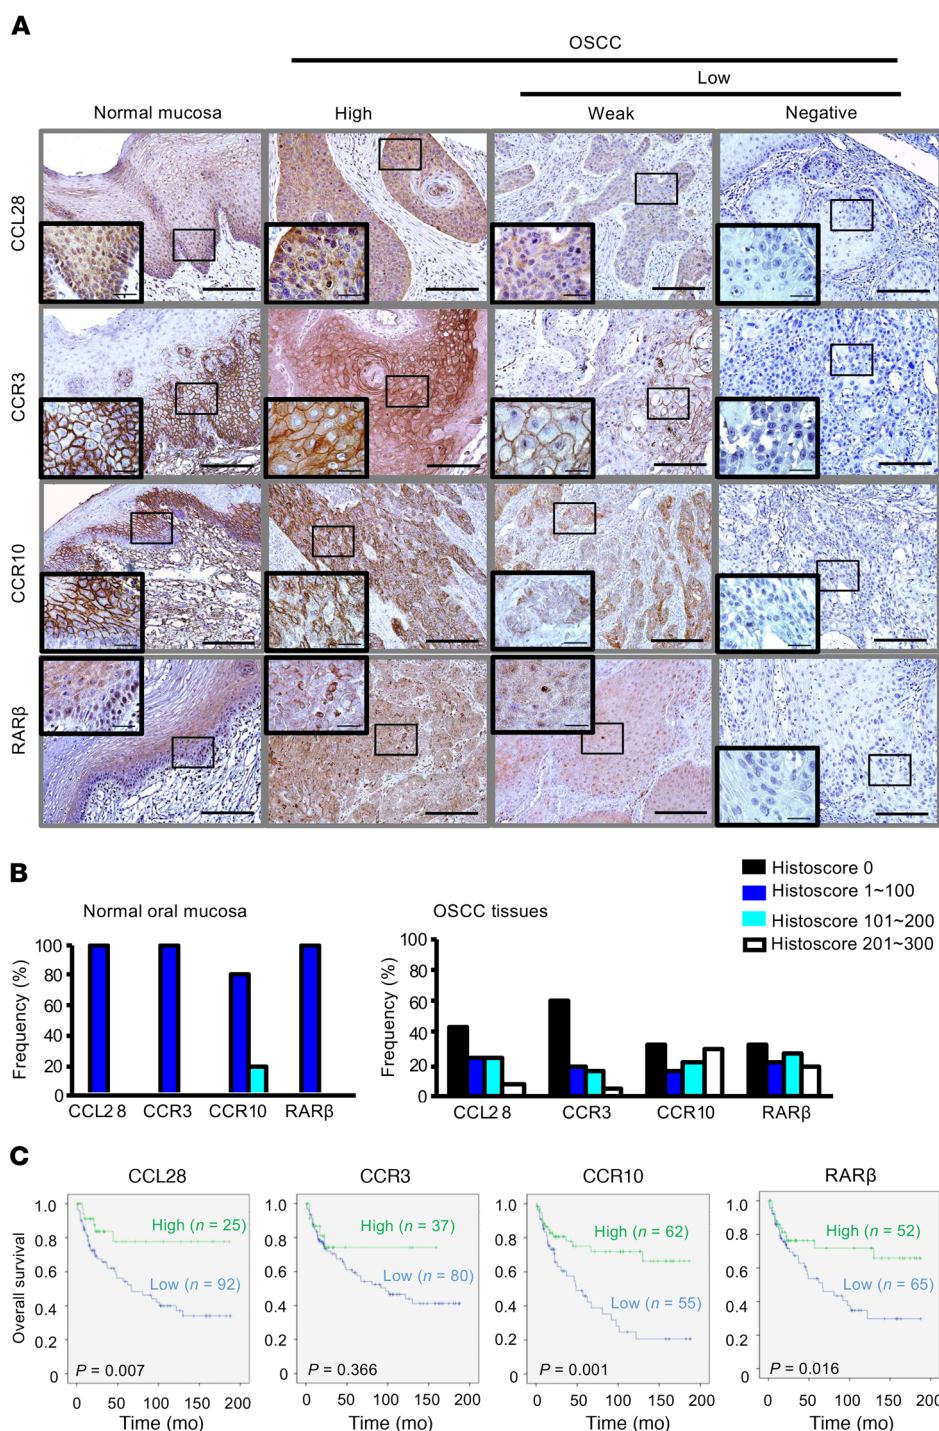 A
OSCC
Low
Normal mucosa High Weak Negative
CCL28
CCR3
CCR10
RARβ
B
Histoscore 0
Histoscore 1~100
Histoscore 101~200
Histoscore 201~300
Normal oral mucosa
OSCC tissues
Frequency (%)
100
80
60
40
20
0
CCL28 CCR3 CCR10 RARβ
Frequency (%)
100
80
60
40
20
0
CCL28 CCR3 CCR10 RARβ
C
CCL28
Overall survival
1.0
0.8
0.6
0.4
0.2
0
High (n = 25)
Low (n = 92)
P = 0.007
0 50 100 150 200
Time (mo)
CCR3
1.0
0.8
0.6
0.4
0.2
0
High (n = 37)
Low (n = 80)
P = 0.366
0 50 100 150 200
Time (mo)
CCR10
1.0
0.8
0.6
0.4
0.2
0
High (n = 62)
Low (n = 55)
P = 0.001
0 50 100 150 200
Time (mo)
RARβ
1.0
0.8
0.6
0.4
0.2
0
High (n = 52)
Low (n = 65)
P = 0.016
0 50 100 150 200
Time (mo)